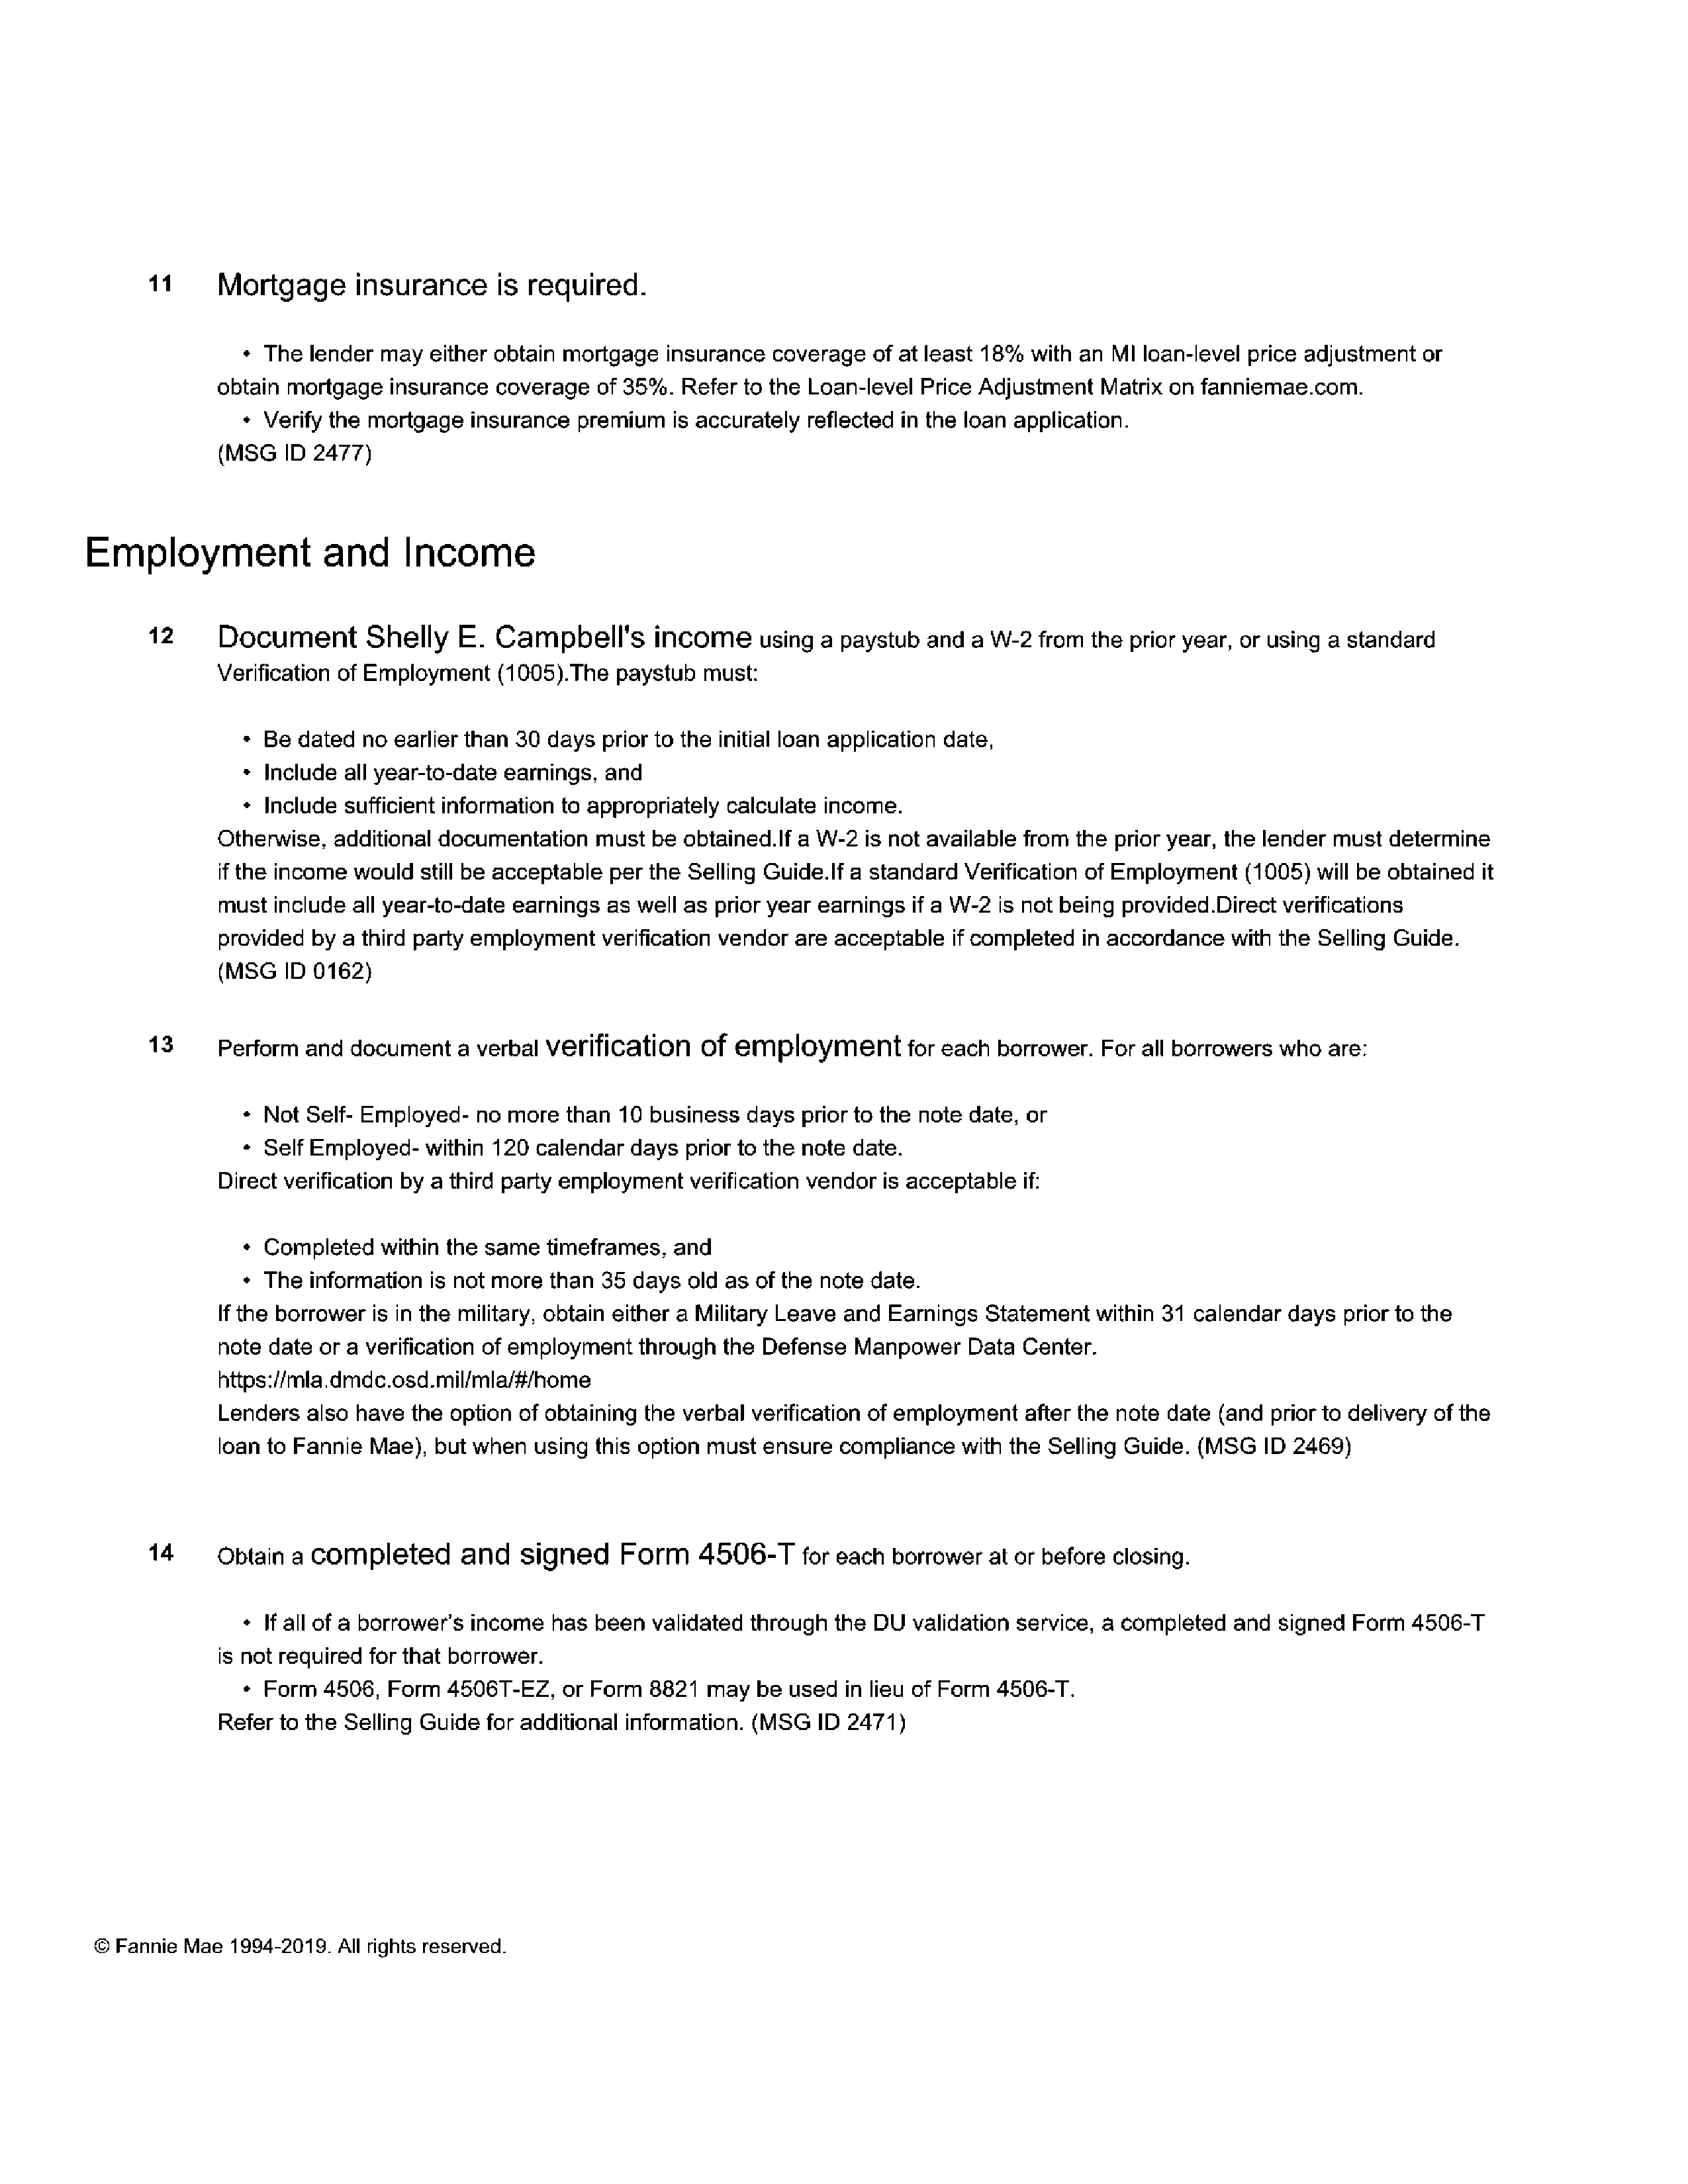 11 Mortgage insurance is required.
• The lender may either obtain mortgage insurance coverage of at least 18% with an MI loan-level price adjustment or
obtain mortgage insurance coverage of 35%. Refer to the Loan-level Price Adjustment Matrix on fanniemae.com.
• Verify the mortgage insurance premium is accurately reflected in the loan application.
(MSG ID 2477)
Employment and Income
12 Document Shelly E. Campbell's income using a paystub and a W-2 from the prior year, or using a standard
Verification of Employment (1005).The paystub must:
• Be dated no earlier than 30 days prior to the initial loan application date,
• Include all year-to-date earnings, and
• Include sufficient information to appropriately calculate income.
Otherwise, additional documentation must be obtained.If a W-2 is not available from the prior year, the lender must determine
if the income would still be acceptable per the Selling Guide.If a standard Verification of Employment (1005) will be obtained it
must include all year-to-date earnings as well as prior year earnings if a W-2 is not being provided.Direct verifications
provided by a third party employment verification vendor are acceptable if completed in accordance with the Selling Guide.
(MSG ID 0162)
13 Perform and document a verbal verification of employment for each borrower. For all borrowers who are:
• Not Self- Employed- no more than 10 business days prior to the note date, or
• Self Employed- within 120 calendar days prior to the note date.
Direct verification by a third party employment verification vendor is acceptable if:
• Completed within the same timeframes, and
• The information is not more than 35 days old as of the note date.
If the borrower is in the military, obtain either a Military Leave and Earnings Statement within 31 calendar days prior to the
note date or a verification of employment through the Defense Manpower Data Center.
https://mla.dmdc.osd.mil/mla/#/home
Lenders also have the option of obtaining the verbal verification of employment after the note date (and prior to delivery of the
loan to Fannie Mae), but when using this option must ensure compliance with the Selling Guide. (MSG ID 2469)
14 Obtain a completed and signed Form 4506-T for each borrower at or before closing.
• If all of a borrower's income has been validated through the DU validation service, a completed and signed Form 4506-T
is not required for that borrower.
• Form 4506, Form 4506T-EZ, or Form 8821 may be used in lieu of Form 4506-T.
Refer to the Selling Guide for additional information. (MSG ID 2471)
© Fannie Mae 1994-2019. All rights reserved.